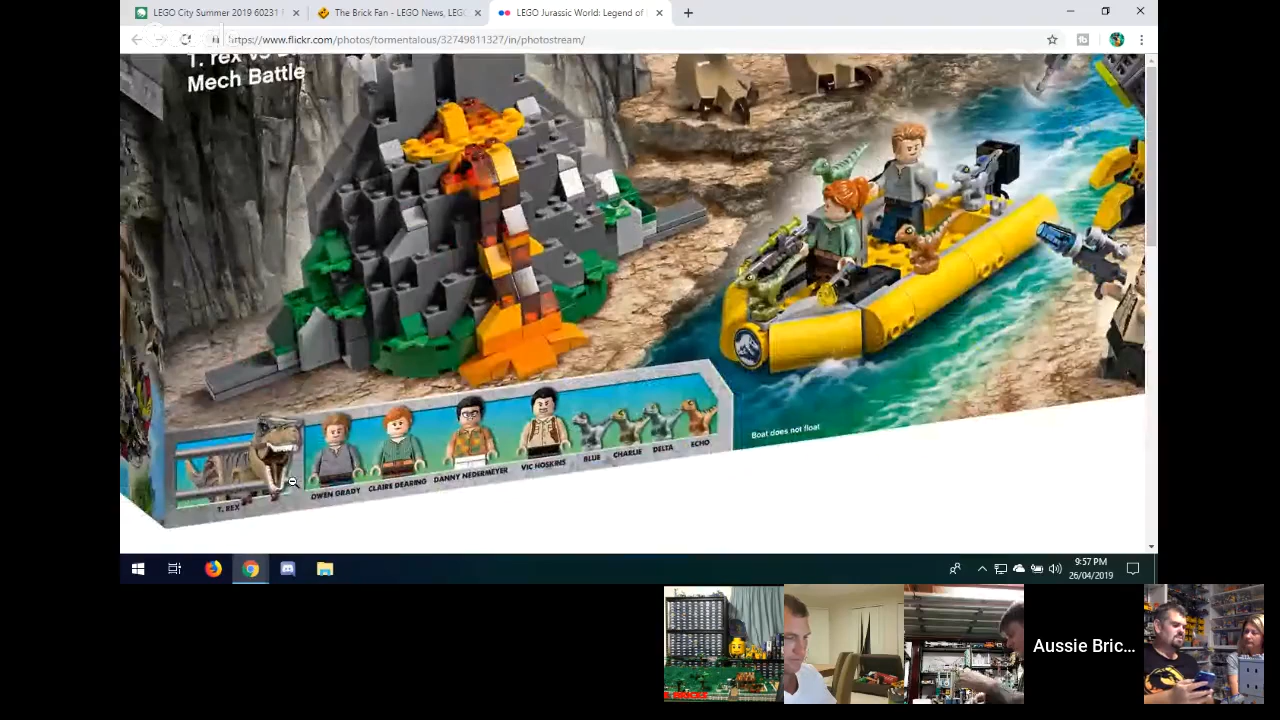 LEGO City Summer 2019 60231
The Brick Fan - LEGO News, LEG
LEGO Jurassic World: Legend of
https://www.flickr.com/photos/tormentalous/32749811327/in/photostream/
Mech Battle
Boat does not float
T. REX
OWEN GRADY
CLAIRE DEARING
DANNY NEDERMEYER
VIC HOSKINS
BLUE
CHARLIE
DELTA
ECHO
9:57 PM
26/04/2019
Aussie Bric...